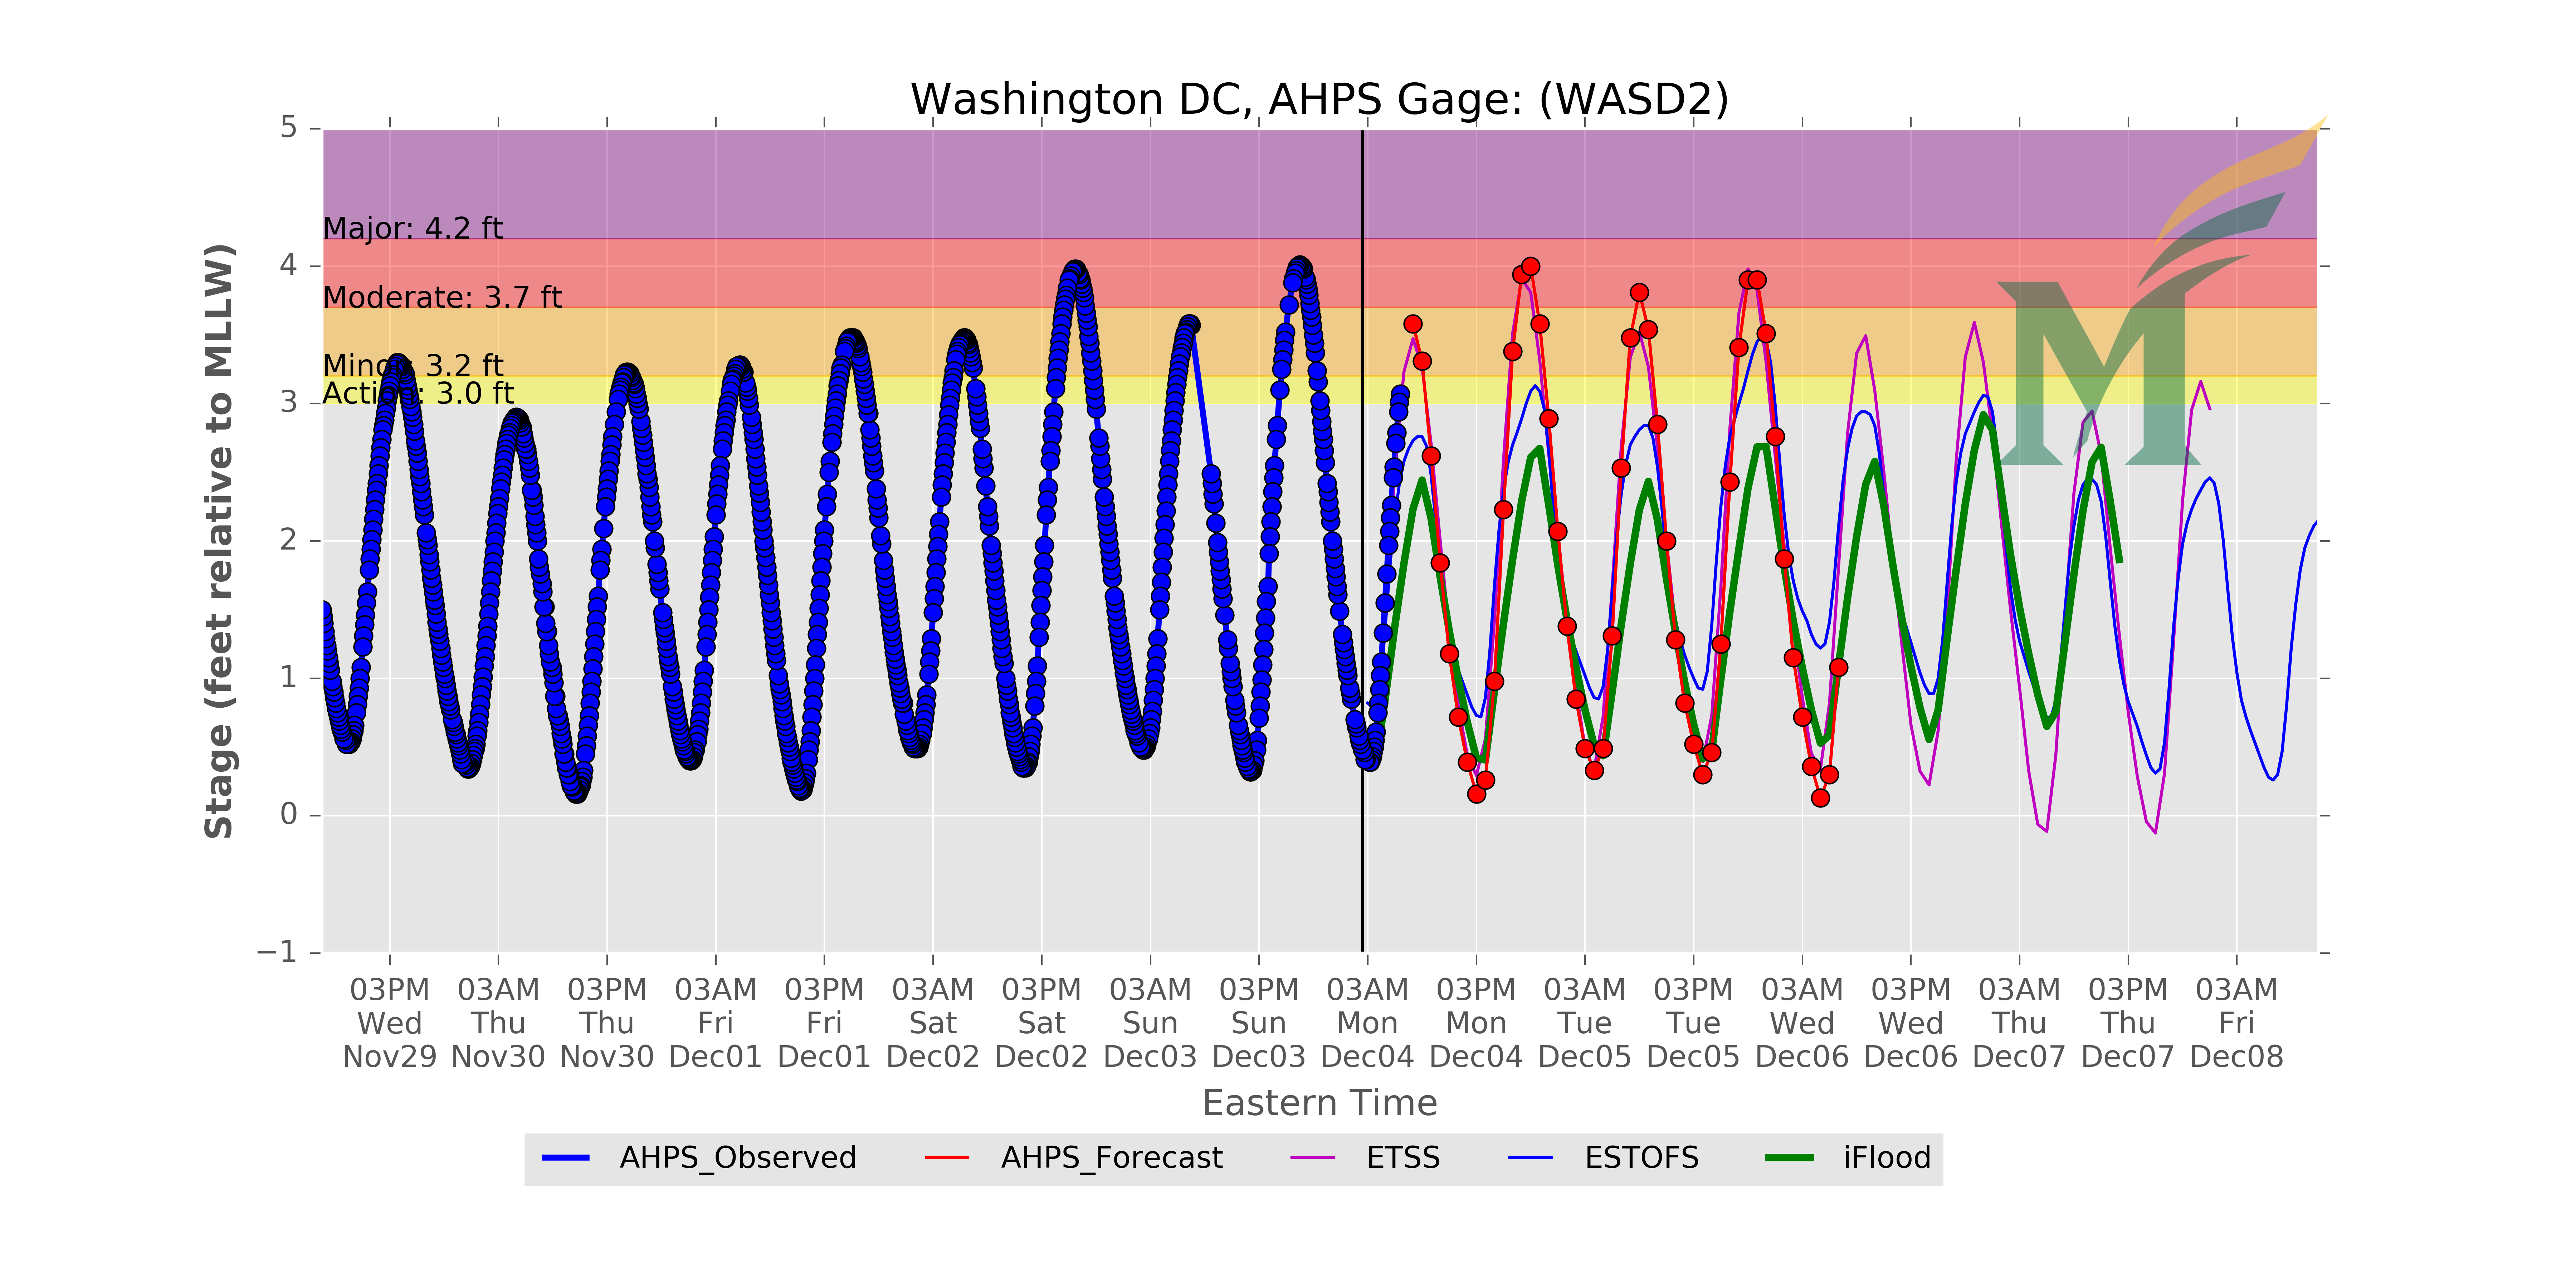 Washington DC, AHPS Gage: (WASD2)
Stage (feet relative to MLLW)
5
4
3
2
1
0
−1
Major: 4.2 ft
Moderate: 3.7 ft
Minor: 3.2 ft
Action: 3.0 ft
03PM 03AM 03PM 03AM 03PM 03AM 03PM 03AM 03PM 03AM 03PM 03AM 03PM 03AM 03PM 03AM 03PM 03AM
Wed Thu Thu Fri Fri Sat Sat Sun Sun Mon Mon Tue Tue Wed Wed Thu Thu Fri
Nov29 Nov30 Nov30 Dec01 Dec01 Dec02 Dec02 Dec03 Dec03 Dec04 Dec04 Dec05 Dec05 Dec06 Dec06 Dec07 Dec07 Dec08
Eastern Time
AHPS_Observed AHPS_Forecast ETSS ESTOFS iFlood